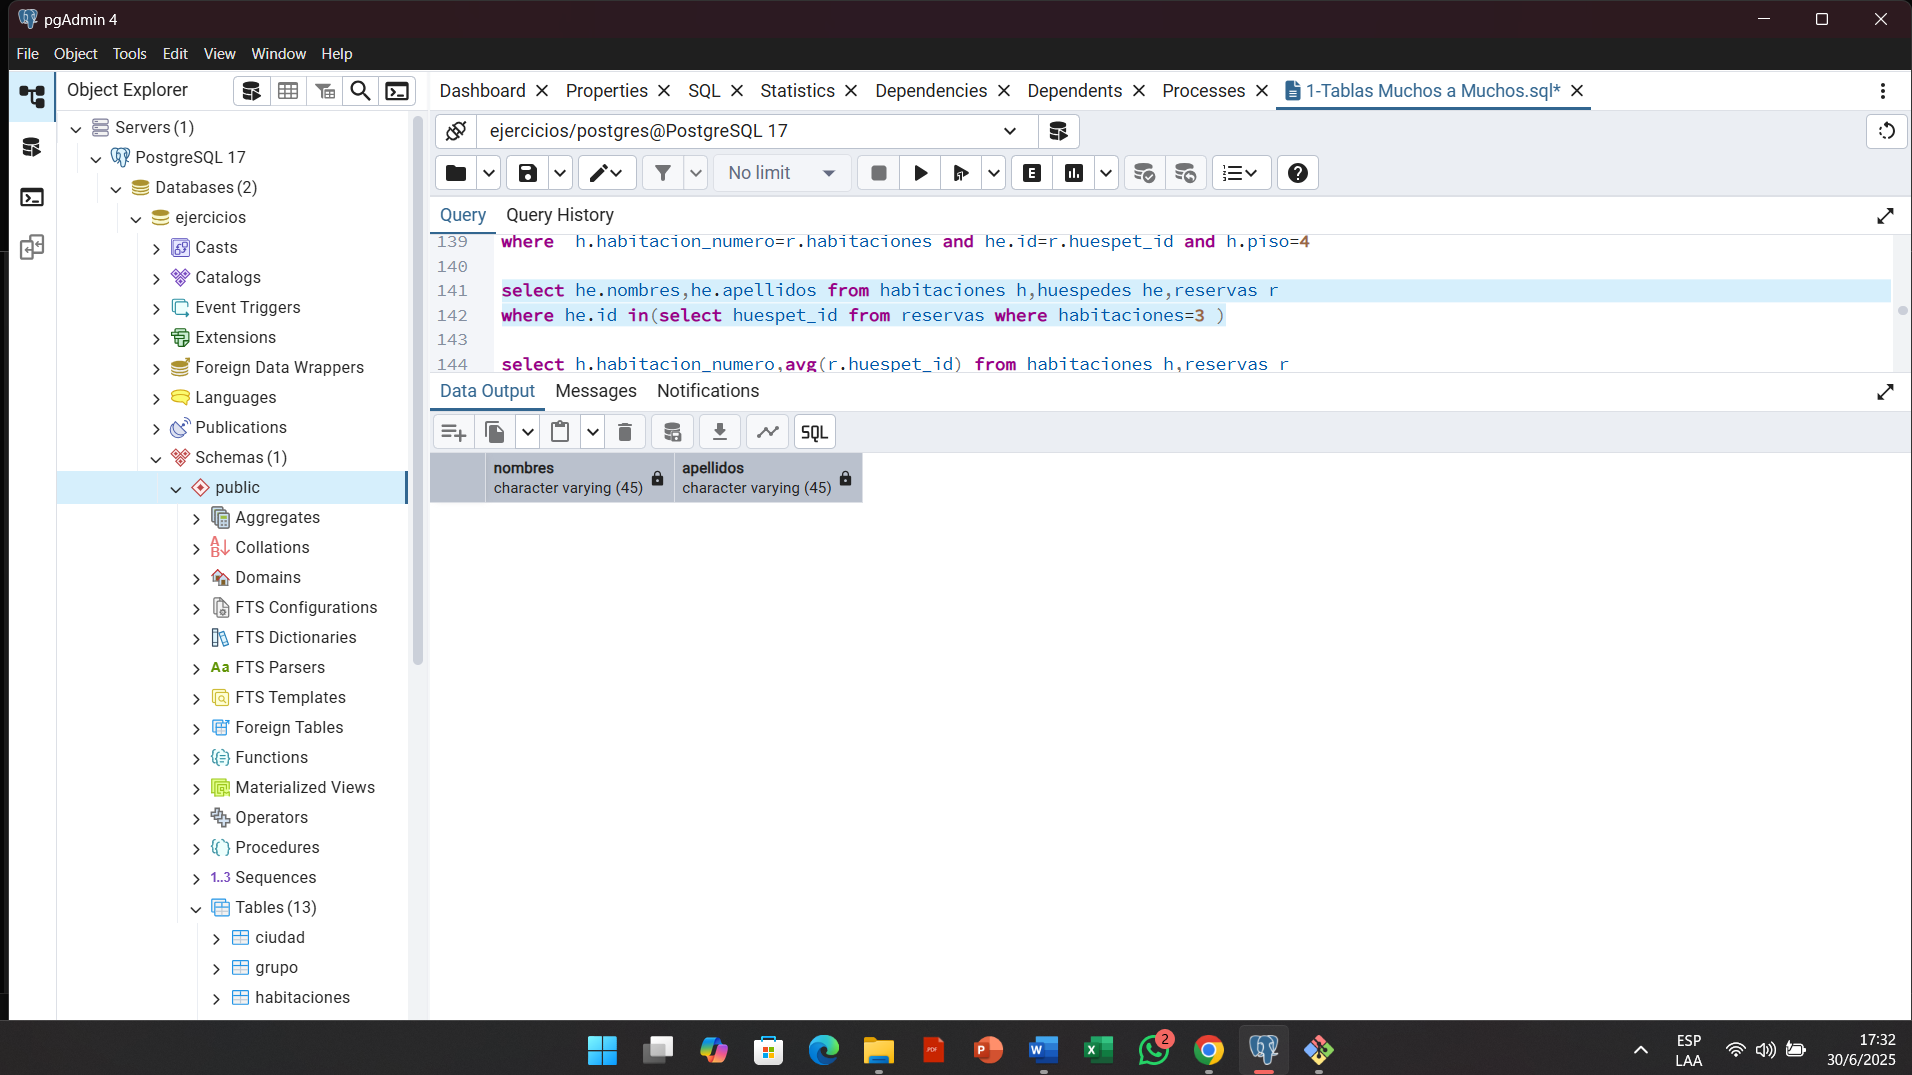 pgAdmin 4
File Object Tools Edit View Window Help
Object Explorer
Dashboard Properties SQL Statistics Dependencies Dependents Processes 1-Tablas Muchos a Muchos.sql*
Servers (1)
PostgreSQL 17
Databases (2)
ejercicios
Casts
Catalogs
Event Triggers
Extensions
Foreign Data Wrappers
Languages
Publications
Schemas (1)
public
Aggregates
Collations
Domains
FTS Configurations
FTS Dictionaries
Aa FTS Parsers
FTS Templates
Foreign Tables
Functions
Materialized Views
Operators
Procedures
1..3 Sequences
Tables (13)
ciudad
grupo
habitaciones
ejercicios/postgres@PostgreSQL 17
No limit
E
Query Query History
139 where h.habitacion_numero=r.habitaciones and he.id=r.huespet_id and h.piso=4
140
141 select he.nombres,he.apellidos from habitaciones h,huespedes he,reservas r
142 where he.id in(select huespet_id from reservas where habitaciones=3 )
143
144 select h.habitacion_numero,avg(r.huespet_id) from habitaciones h,reservas r
Data Output Messages Notifications
SQL
nombres apellidos
character varying (45) character varying (45)
PDF
P
W
X
2
ESP
LAA
17:32
30/6/2025